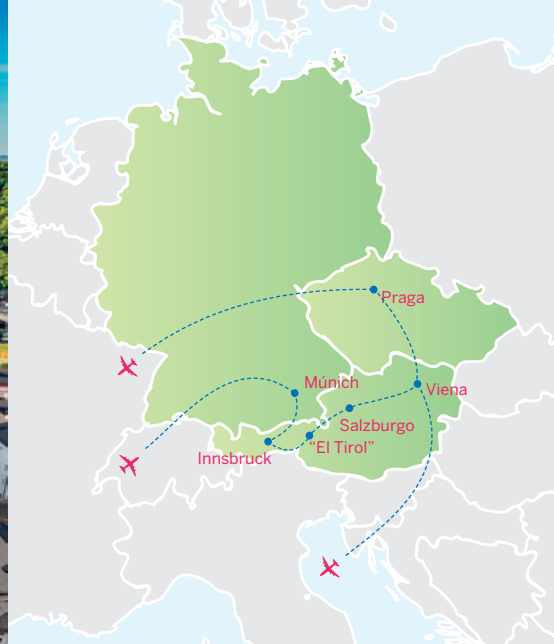 Praga
Múnich
Viena
Salzburgo
“El Tirol”
Innsbruck